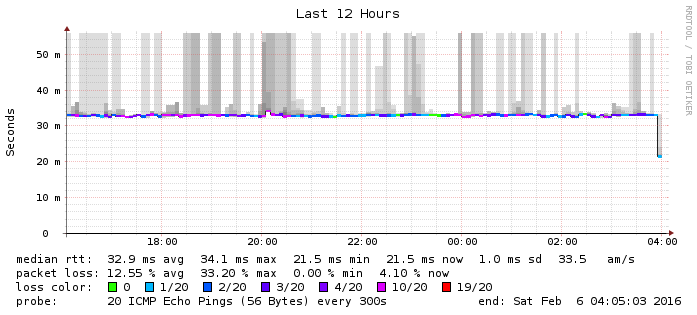 Last 12 Hours
RRDTOOL / TOBI OETIKER
Seconds
50 m
40 m
30 m
20 m
10 m
0
18:00 20:00 22:00 00:00 02:00 04:00
median rtt: 32.9 ms avg 34.1 ms max 21.5 ms min 21.5 ms now 1.0 ms sd 33.5 am/s
packet loss: 12.55 % avg 33.20 % max 0.00 % min 4.10 % now
loss color: 0 1/20 2/20 3/20 4/20 10/20 19/20
probe: 20 ICMP Echo Pings (56 Bytes) every 300s end: Sat Feb 6 04:05:03 2016